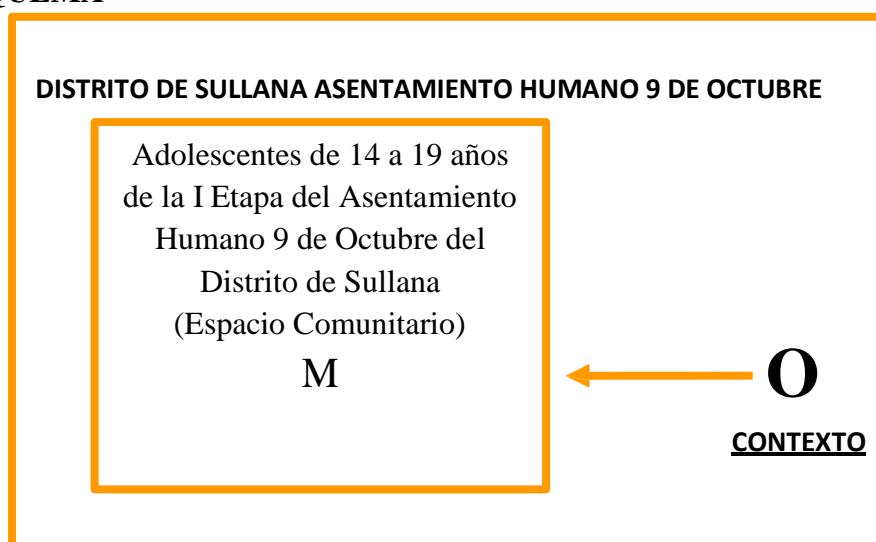 DISTRITO DE SULLANA ASENTAMIENTO HUMANO 9 DE OCTUBRE
Adolescentes de 14 a 19 años
de la I Etapa del Asentamiento
Humano 9 de Octubre del
Distrito de Sullana
(Espacio Comunitario)
M
O
CONTEXTO